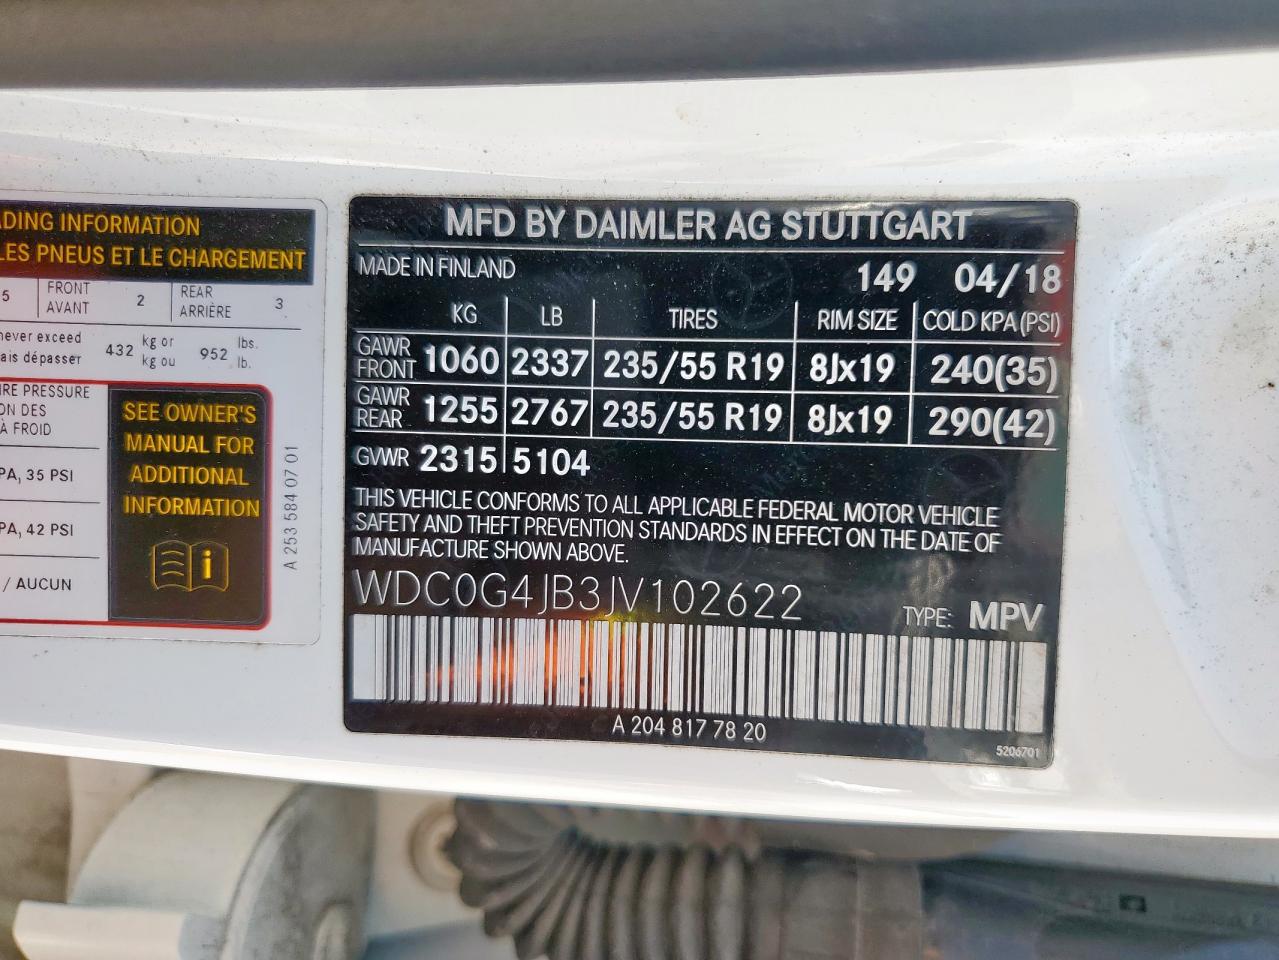 ADING INFORMATION
LES PNEUS ET LE CHARGEMENT
5 FRONT AVANT 2 REAR ARRIÈRE 3
never exceed 432 kg or 952 lbs.
ais dépasser kg ou lb.
IRE PRESSURE
ON DES
À FROID
PA, 35 PSI
PA, 42 PSI
/ AUCUN
SEE OWNER'S
MANUAL FOR
ADDITIONAL
INFORMATION
i
A 253 584 07 01
MFD BY DAIMLER AG STUTTGART
MADE IN FINLAND 149 04/18
KG LB TIRES RIM SIZE COLD KPA(PSI)
GAWR FRONT 1060 2337 235/55 R19 8Jx19 240(35)
GAWR REAR 1255 2767 235/55 R19 8Jx19 290(42)
GVWR 2315 5104
THIS VEHICLE CONFORMS TO ALL APPLICABLE FEDERAL MOTOR VEHICLE
SAFETY AND THEFT PREVENTION STANDARDS IN EFFECT ON THE DATE OF
MANUFACTURE SHOWN ABOVE.
WDC0G4JB3JV102622
TYPE: MPV
A 204 817 78 20
5206701